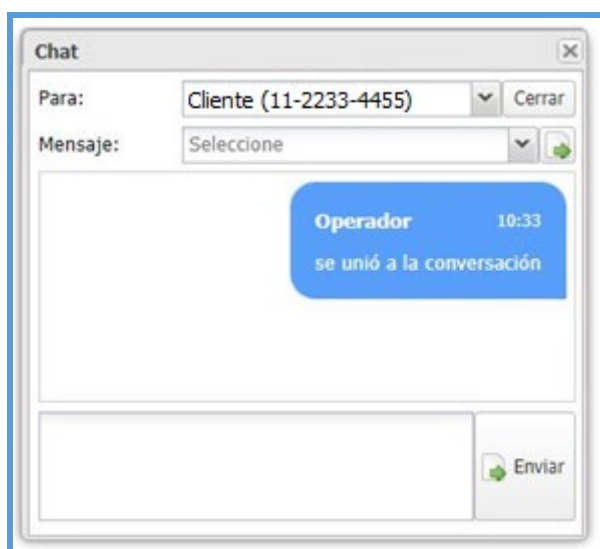 Chat
Para: Cliente (11-2233-4455) Cerrar
Mensaje: Seleccione
Operador 10:33
se unió a la conversación
Enviar